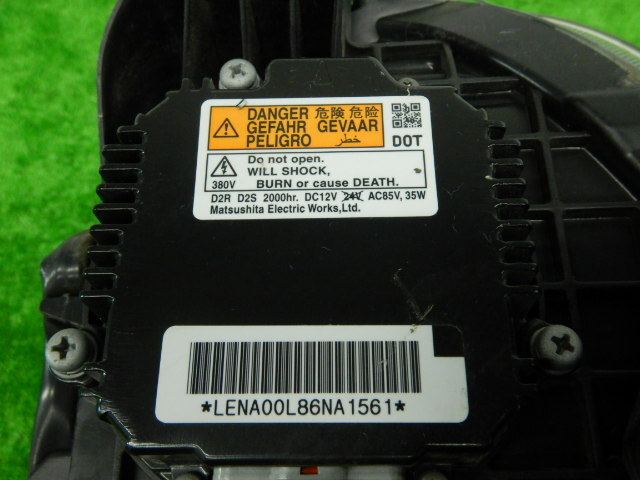 DANGER 危険 危险
GEFAHR GEVAAR
PELIGRO خطر
DOT
Do not open.
WILL SHOCK,
380V BURN or cause DEATH.
D2R D2S 2000hr. DC12V 24V AC85V, 35W
Matsushita Electric Works,Ltd.
*LENA00L86NA1561*